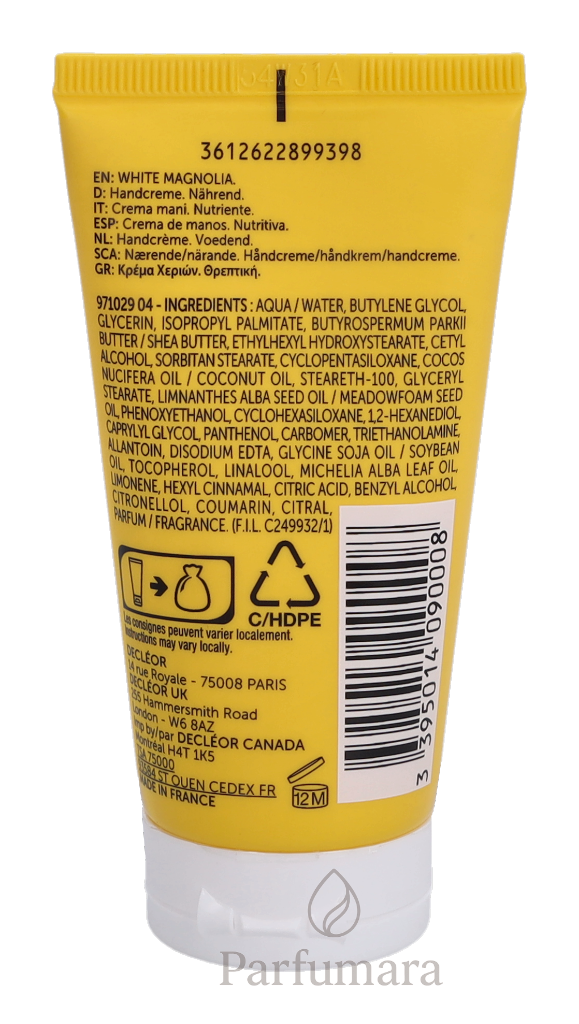 3612622899398
EN: WHITE MAGNOLIA.
D: Handcreme. Nährend.
IT: Crema mani. Nutriente.
ESP: Crema de manos. Nutritiva.
NL: Handcrème. Voedend.
SCA: Nærende/närande. Håndcreme/håndkrem/handcreme.
GR: Κρέμα Χεριών. Θρεπτική.
971029 04 - INGREDIENTS : AQUA / WATER, BUTYLENE GLYCOL,
GLYCERIN, ISOPROPYL PALMITATE, BUTYROSPERMUM PARKII
BUTTER / SHEA BUTTER, ETHYLHEXYL HYDROXYSTEARATE, CETYL
ALCOHOL, SORBITAN STEARATE, CYCLOPENTASILOXANE, COCOS
NUCIFERA OIL / COCONUT OIL, STEARETH-100, GLYCERYL
STEARATE, LIMNANTHES ALBA SEED OIL / MEADOWFOAM SEED
OIL, PHENOXYETHANOL, CYCLOHEXASILOXANE, 1,2-HEXANEDIOL,
CAPRYLYL GLYCOL, PANTHENOL, CARBOMER, TRIETHANOLAMINE,
ALLANTOIN, DISODIUM EDTA, GLYCINE SOJA OIL / SOYBEAN
OIL, TOCOPHEROL, LINALOOL, MICHELIA ALBA LEAF OIL,
LIMONENE, HEXYL CINNAMAL, CITRIC ACID, BENZYL ALCOHOL,
CITRONELLOL, COUMARIN, CITRAL,
PARFUM / FRAGRANCE. (F.I.L. C249932/1)
C/HDPE
Les consignes peuvent varier localement.
Instructions may vary locally.
DECLÉOR
14 rue Royale - 75008 PARIS
DECLÉOR UK
255 Hammersmith Road
London - W6 8AZ
Imp by/par DECLÉOR CANADA
Montréal H4T 1K5
TSA 75000
93584 ST OUEN CEDEX FR
MADE IN FRANCE
12M
3 395014 090008
Parfumara